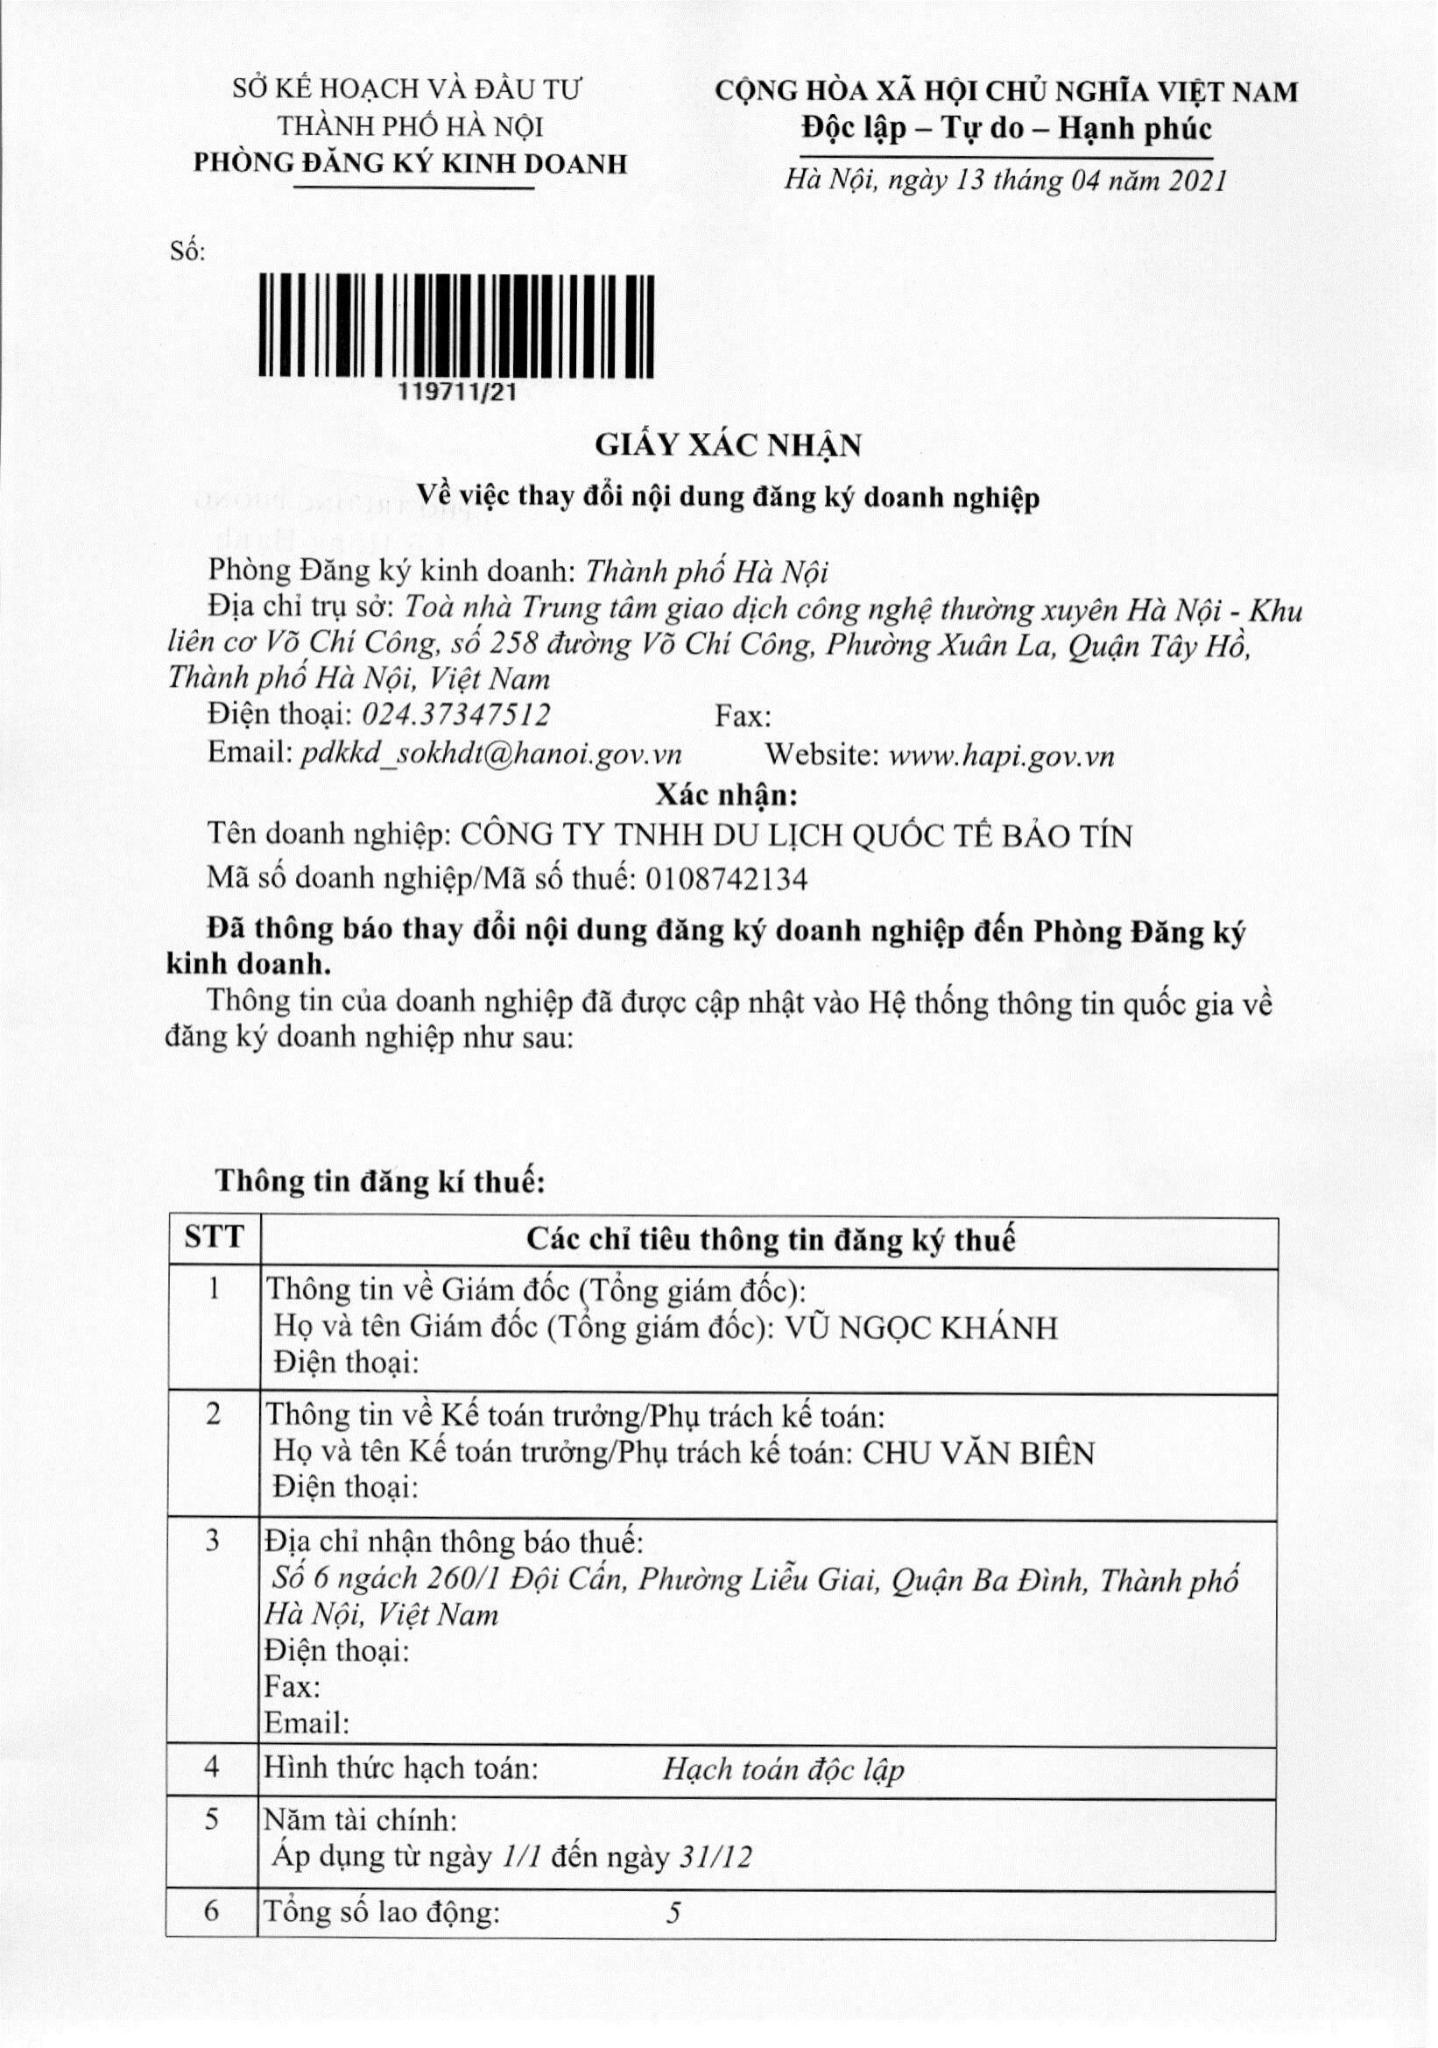 SỞ KẾ HOẠCH VÀ ĐẦU TƯ
THÀNH PHỐ HÀ NỘI
PHÒNG ĐĂNG KÝ KINH DOANH
CỘNG HÒA XÃ HỘI CHỦ NGHĨA VIỆT NAM
Độc lập – Tự do – Hạnh phúc
Hà Nội, ngày 13 tháng 04 năm 2021
Số:
119711/21
GIẤY XÁC NHẬN
Về việc thay đổi nội dung đăng ký doanh nghiệp
Phòng Đăng ký kinh doanh: Thành phố Hà Nội
Địa chỉ trụ sở: Toà nhà Trung tâm giao dịch công nghệ thường xuyên Hà Nội - Khu
liên cơ Võ Chí Công, số 258 đường Võ Chí Công, Phường Xuân La, Quận Tây Hồ,
Thành phố Hà Nội, Việt Nam
Điện thoại: 024.37347512 Fax:
Email: pdkkd_sokhdt@hanoi.gov.vn Website: www.hapi.gov.vn
Xác nhận:
Tên doanh nghiệp: CÔNG TY TNHH DU LỊCH QUỐC TẾ BẢO TÍN
Mã số doanh nghiệp/Mã số thuế: 0108742134
Đã thông báo thay đổi nội dung đăng ký doanh nghiệp đến Phòng Đăng ký
kinh doanh.
Thông tin của doanh nghiệp đã được cập nhật vào Hệ thống thông tin quốc gia về
đăng ký doanh nghiệp như sau:
Thông tin đăng kí thuế:
STT Các chỉ tiêu thông tin đăng ký thuế
1 Thông tin về Giám đốc (Tổng giám đốc):
Họ và tên Giám đốc (Tổng giám đốc): VŨ NGỌC KHÁNH
Điện thoại:
2 Thông tin về Kế toán trưởng/Phụ trách kế toán:
Họ và tên Kế toán trưởng/Phụ trách kế toán: CHU VĂN BIÊN
Điện thoại:
3 Địa chỉ nhận thông báo thuế:
Số 6 ngách 260/1 Đội Cấn, Phường Liễu Giai, Quận Ba Đình, Thành phố
Hà Nội, Việt Nam
Điện thoại:
Fax:
Email:
4 Hình thức hạch toán: Hạch toán độc lập
5 Năm tài chính:
Áp dụng từ ngày 1/1 đến ngày 31/12
6 Tổng số lao động: 5